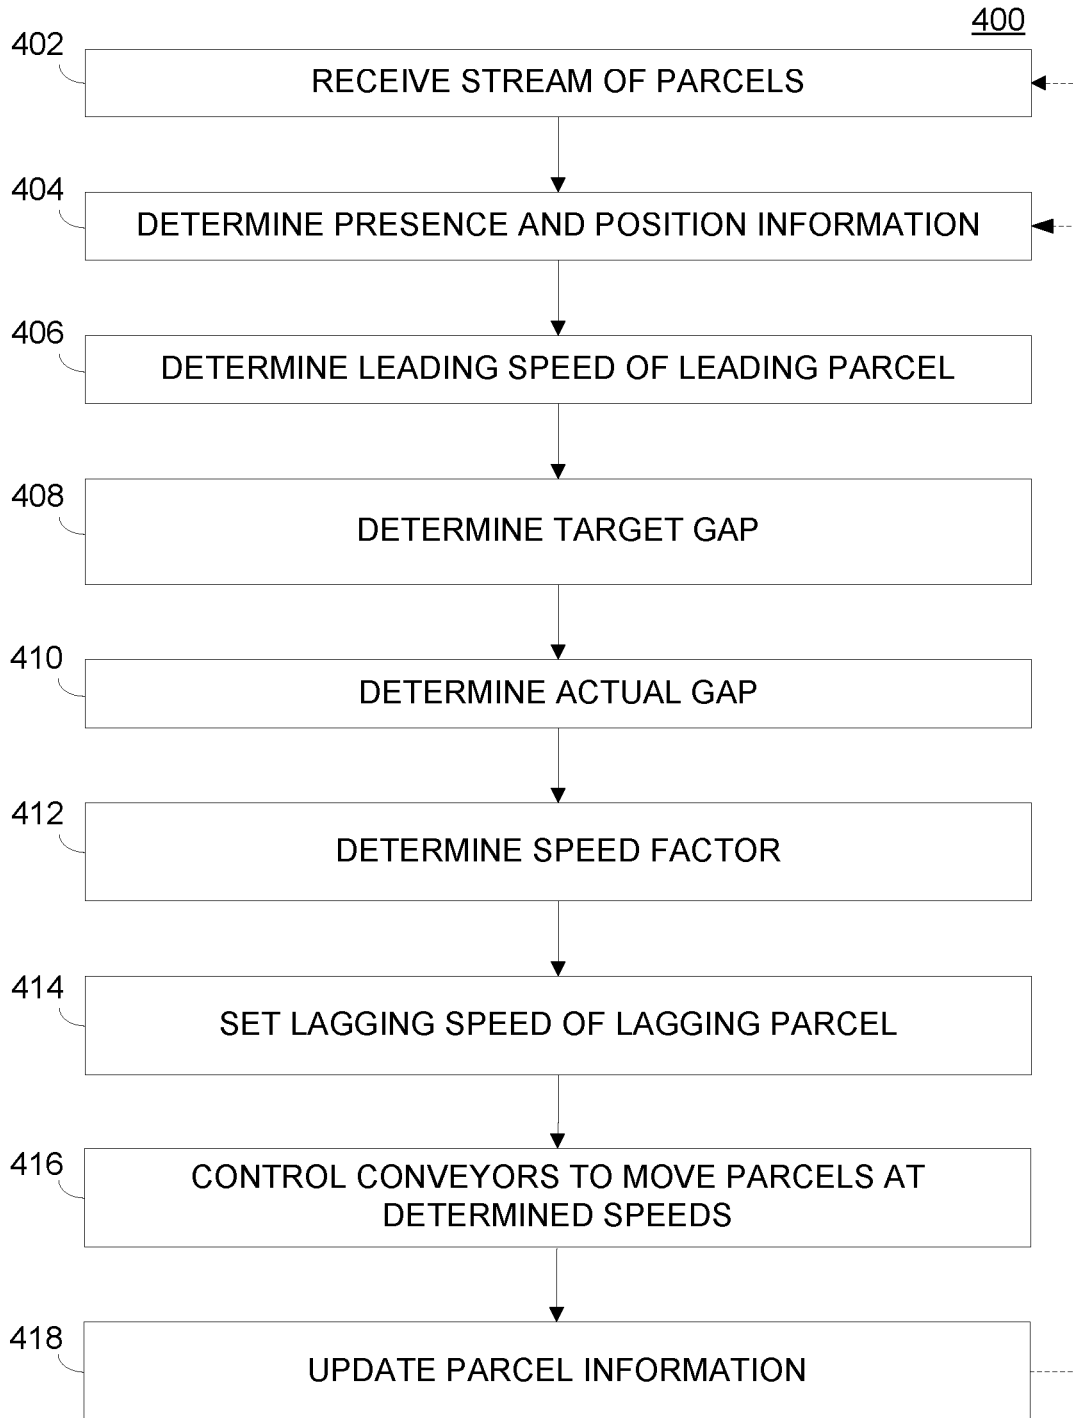 400
402
RECEIVE STREAM OF PARCELS
404
DETERMINE PRESENCE AND POSITION INFORMATION
406
DETERMINE LEADING SPEED OF LEADING PARCEL
408
DETERMINE TARGET GAP
410
DETERMINE ACTUAL GAP
412
DETERMINE SPEED FACTOR
414
SET LAGGING SPEED OF LAGGING PARCEL
416
CONTROL CONVEYORS TO MOVE PARCELS AT
DETERMINED SPEEDS
418
UPDATE PARCEL INFORMATION